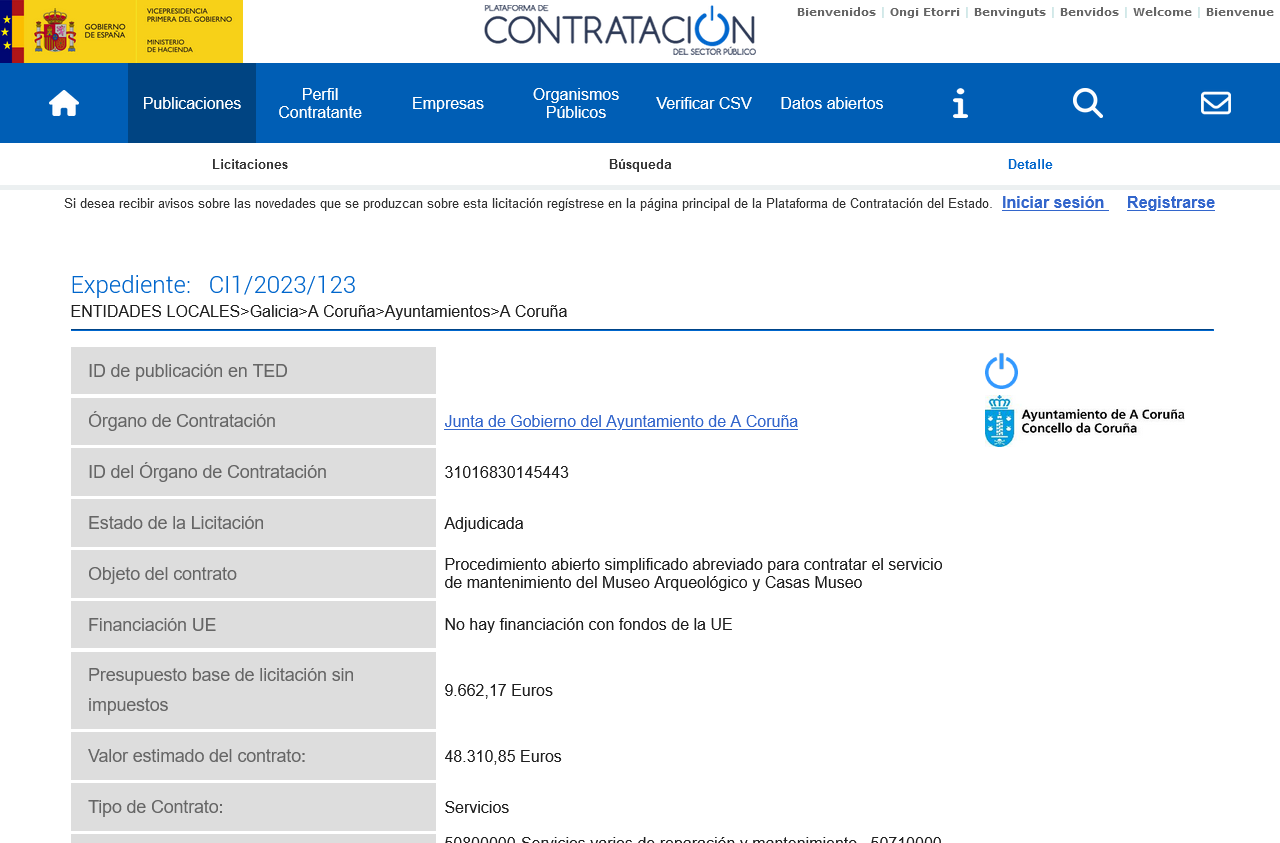 GOBIERNO
DE ESPAÑA
VICEPRESIDENCIA
PRIMERA DEL GOBIERNO
MINISTERIO
DE HACIENDA
PLATAFORMA DE
CONTRATACIÓN
DEL SECTOR PÚBLICO
Bienvenidos | Ongi Etorri | Benvinguts | Benvidos | Welcome | Bienvenue
Publicaciones
Perfil
Contratante
Empresas
Organismos
Públicos
Verificar CSV
Datos abiertos
Licitaciones
Búsqueda
Detalle
Si desea recibir avisos sobre las novedades que se produzcan sobre esta licitación regístrese en la página principal de la Plataforma de Contratación del Estado. Iniciar sesión Registrarse
Expediente: CI1/2023/123
ENTIDADES LOCALES>Galicia>A Coruña>Ayuntamientos>A Coruña
ID de publicación en TED
Órgano de Contratación
Junta de Gobierno del Ayuntamiento de A Coruña
Ayuntamiento de A Coruña
Concello da Coruña
ID del Órgano de Contratación
31016830145443
Estado de la Licitación
Adjudicada
Objeto del contrato
Procedimiento abierto simplificado abreviado para contratar el servicio
de mantenimiento del Museo Arqueológico y Casas Museo
Financiación UE
No hay financiación con fondos de la UE
Presupuesto base de licitación sin
impuestos
9.662,17 Euros
Valor estimado del contrato:
48.310,85 Euros
Tipo de Contrato:
Servicios
50800000-Servicios varios de reparación y mantenimiento 50710000